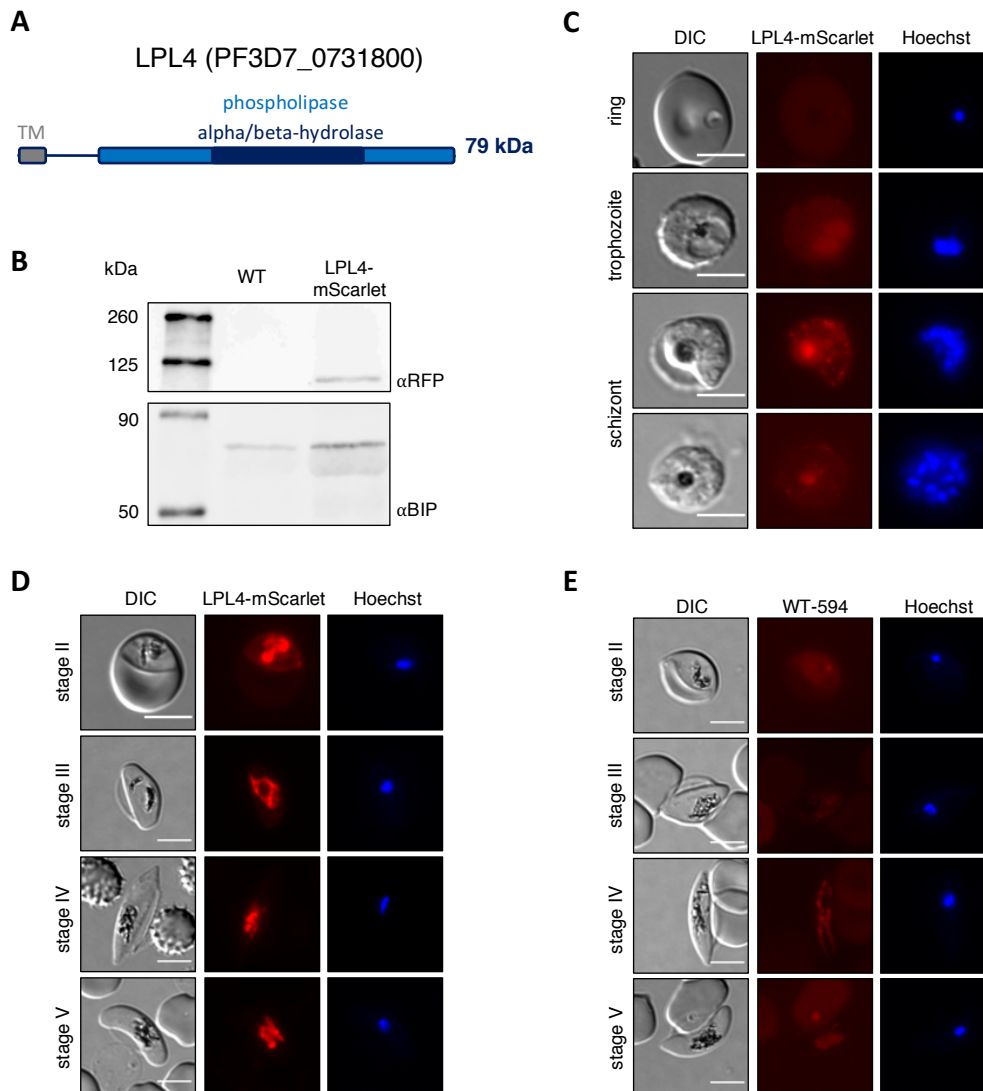 A
LPL4 (PF3D7_0731800)
phospholipase
TM
alpha/beta-hydrolase
79 kDa
B
kDa
WT
LPL4-
mScarlet
260
125
αRFP
90
50
αBIP
C
DIC LPL4-mScarlet Hoechst
ring
trophozoite
schizont
D
DIC LPL4-mScarlet Hoechst
stage II
stage III
stage IV
stage V
E
DIC WT-594 Hoechst
stage II
stage III
stage IV
stage V